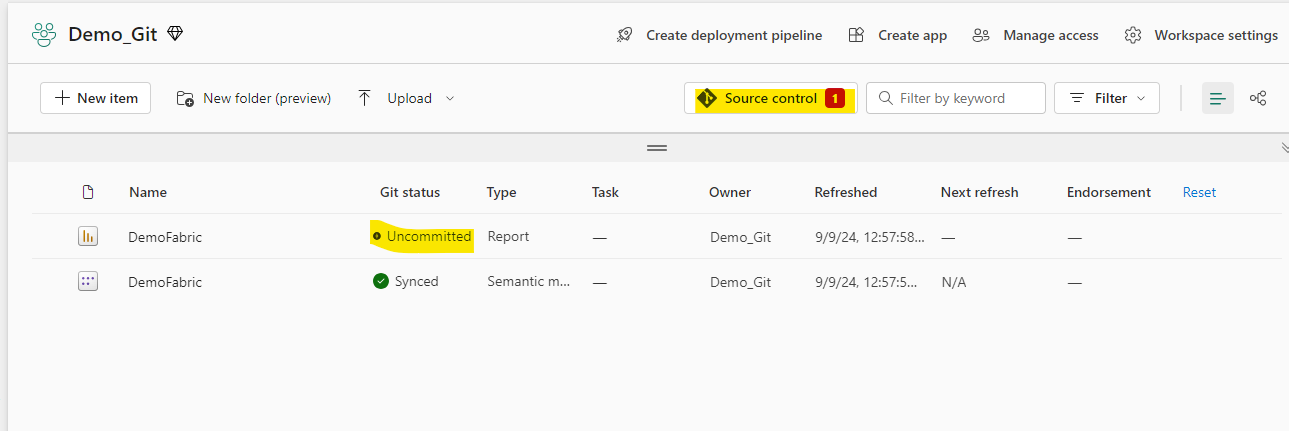 Demo_Git
Create deployment pipeline Create app Manage access Workspace settings
New item New folder (preview) Upload Source control 1 Filter by keyword Filter
Name Git status Type Task Owner Refreshed Next refresh Endorsement Reset
DemoFabric Uncommitted Report — Demo_Git 9/9/24, 12:57:58... — —
DemoFabric Synced Semantic m... — Demo_Git 9/9/24, 12:57:5... N/A —